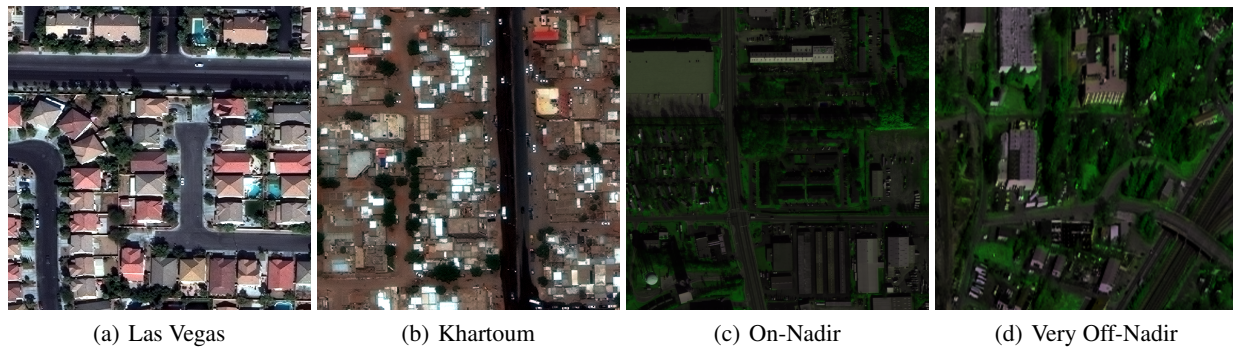 (a) Las Vegas
(b) Khartoum
(c) On-Nadir
(d) Very Off-Nadir